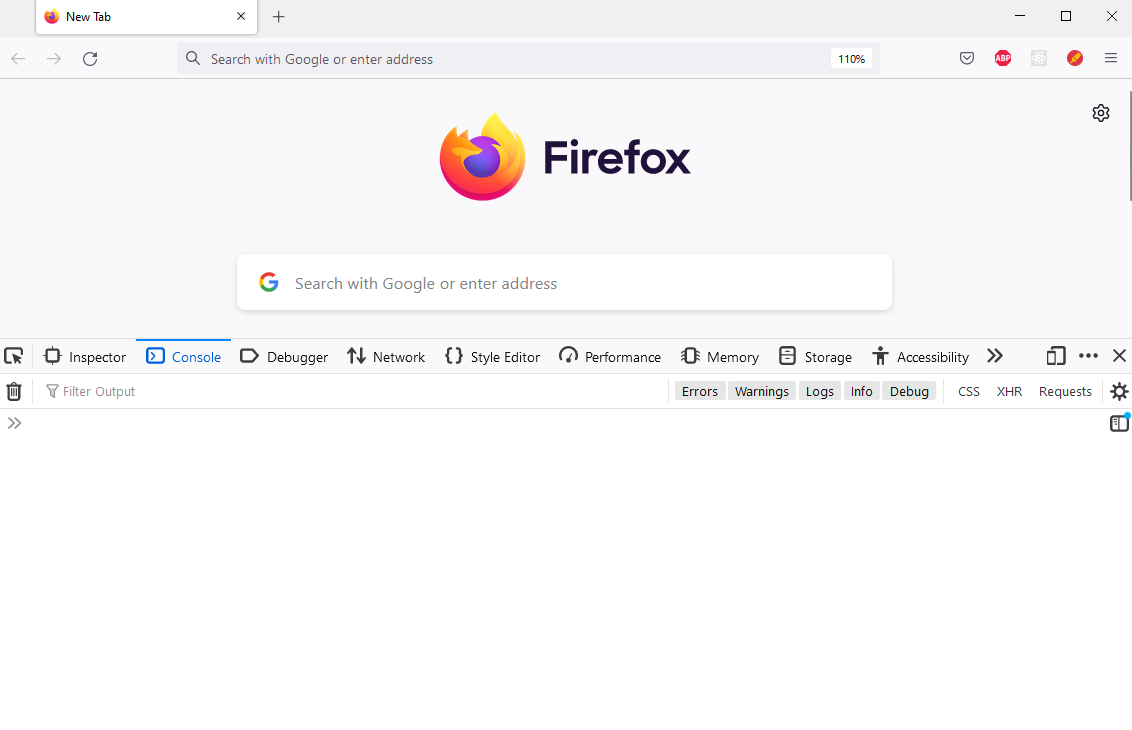 New Tab
Search with Google or enter address 110% ABP
Firefox
Search with Google or enter address
Inspector Console Debugger Network Style Editor Performance Memory Storage Accessibility
Filter Output Errors Warnings Logs Info Debug CSS XHR Requests